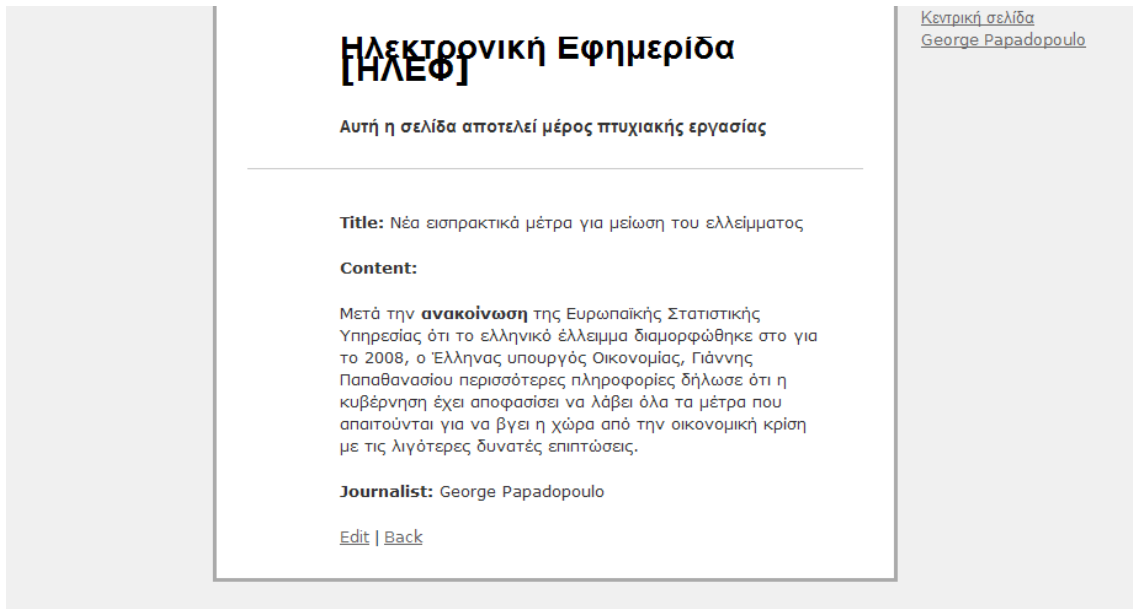 Ηλεκτρονική Εφημερίδα
[ΗΛΕΦ]
Αυτή η σελίδα αποτελεί μέρος πτυχιακής εργασίας
Title: Νέα εισπρακτικά μέτρα για μείωση του ελλείμματος
Content:
Μετά την ανακοίνωση της Ευρωπαϊκής Στατιστικής
Υπηρεσίας ότι το ελληνικό έλλειμμα διαμορφώθηκε στο για
το 2008, ο Έλληνας υπουργός Οικονομίας, Γιάννης
Παπαθανασίου περισσότερες πληροφορίες δήλωσε ότι η
κυβέρνηση έχει αποφασίσει να λάβει όλα τα μέτρα που
απαιτούνται για να βγει η χώρα από την οικονομική κρίση
με τις λιγότερες δυνατές επιπτώσεις.
Journalist: George Papadopoulo
Edit | Back
Κεντρική σελίδα
George Papadopoulo